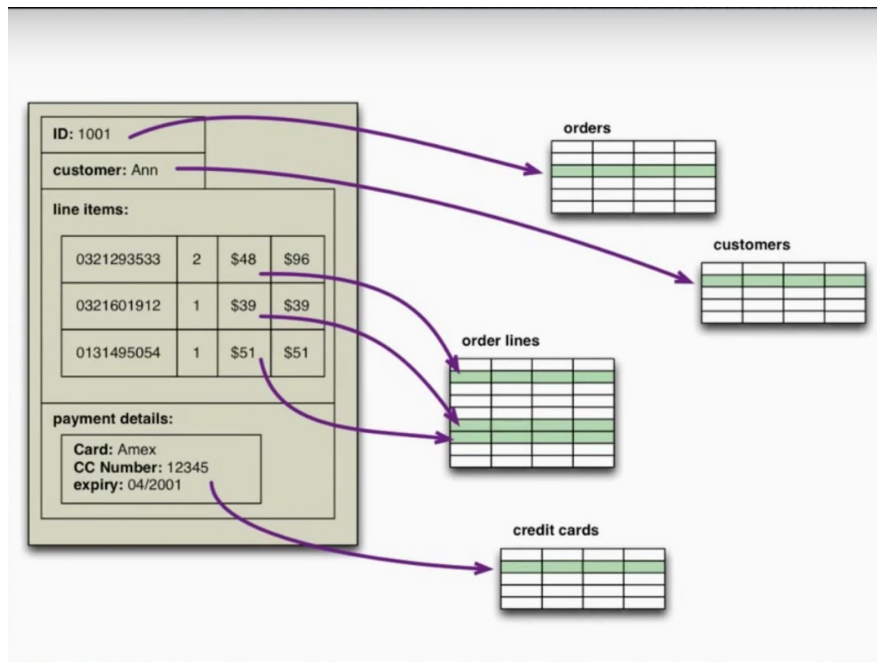 ID: 1001
customer: Ann
line items:
0321293533 2 $48 $96
0321601912 1 $39 $39
0131495054 1 $51 $51
payment details:
Card: Amex
CC Number: 12345
expiry: 04/2001
orders
customers
order lines
credit cards